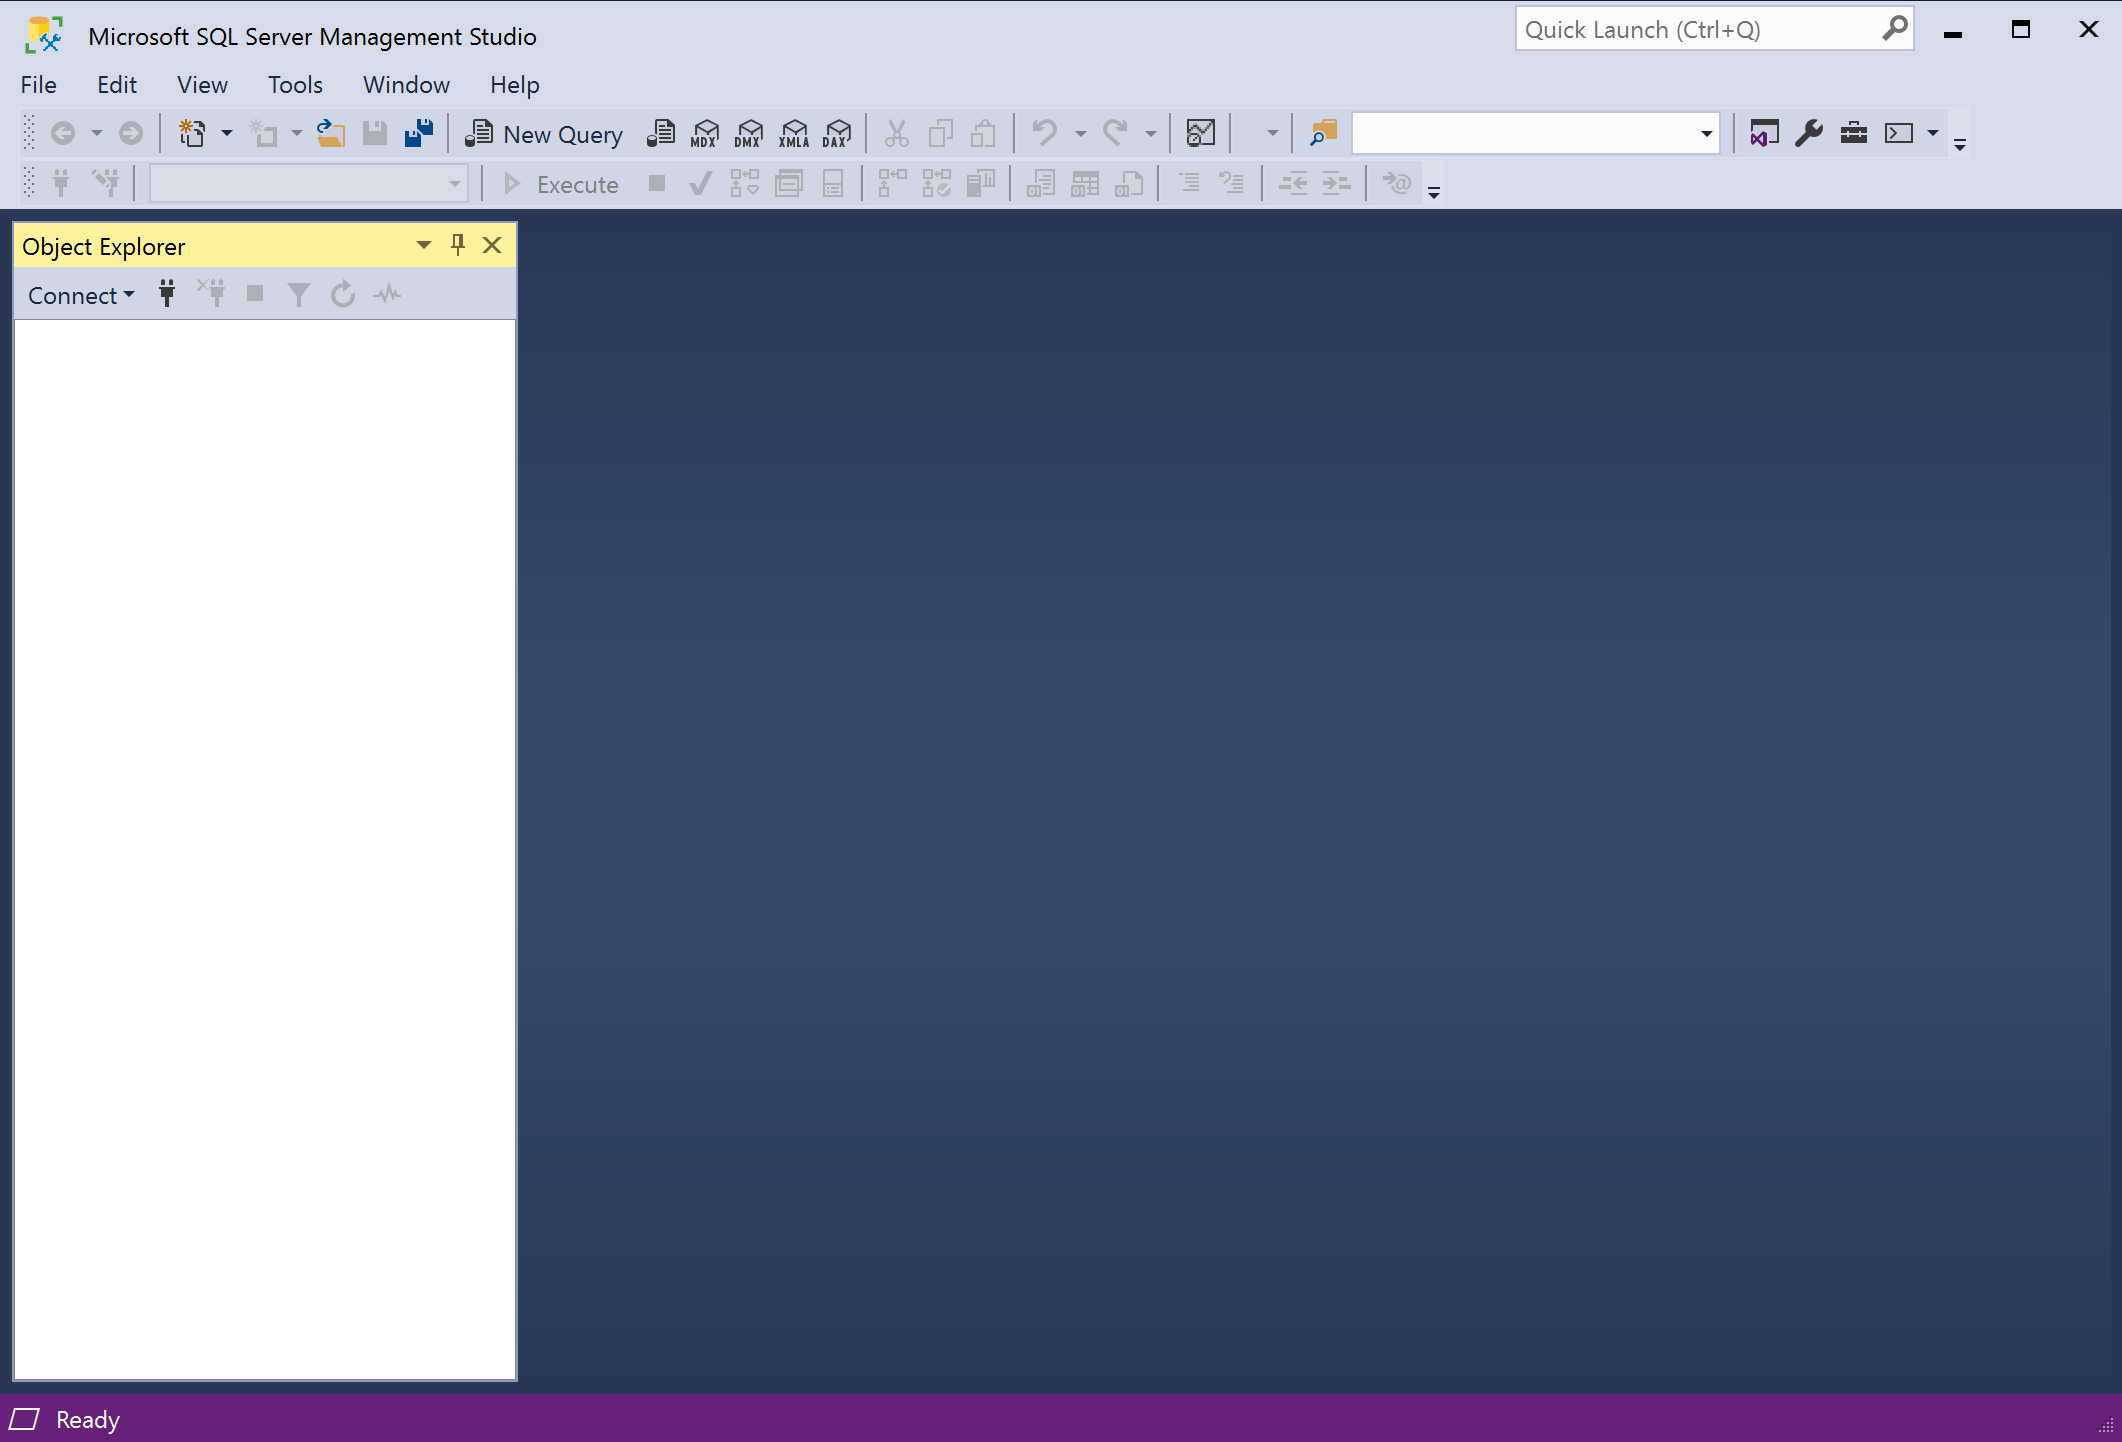 Microsoft SQL Server Management Studio
Quick Launch (Ctrl+Q)
File Edit View Tools Window Help
New Query MDX DMX XMLA DAX
Execute
Object Explorer
Connect
Ready